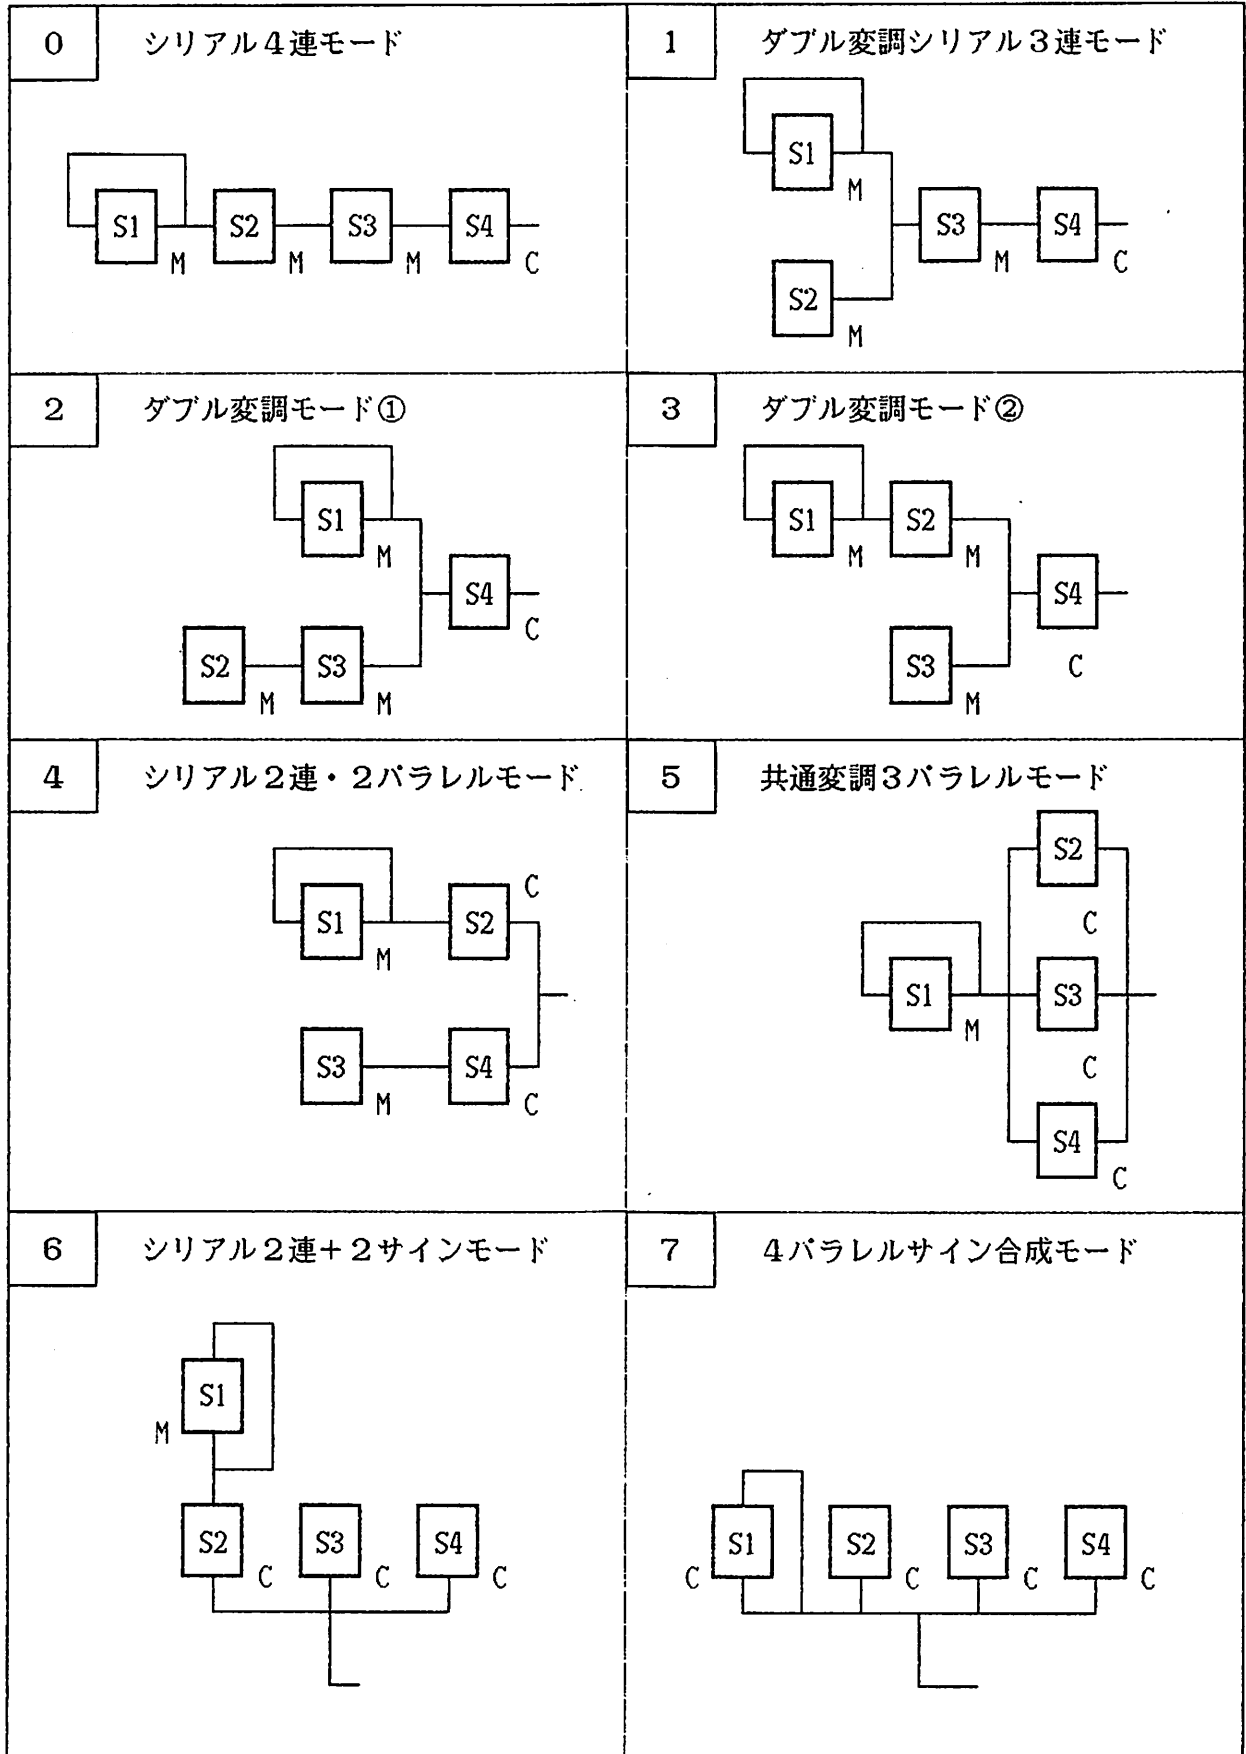 0 シリアル4連モード
S1 S2 S3 S4
M M M C
1 ダブル変調シリアル3連モード
S1
M
S3 S4
M C
S2
M
2 ダブル変調モード①
S1
M
S4
C
S2 S3
M M
3 ダブル変調モード②
S1 S2
M M
S4
S3 C
M
4 シリアル2連・2パラレルモード
C
S1 S2
M
S3 S4
M C
5 共通変調3パラレルモード
S2
C
S1 S3
M
C
S4
C
6 シリアル2連+2サインモード
S1
M
S2 S3 S4
C C C
7 4パラレルサイン合成モード
S1 S2 S3 S4
C C C C